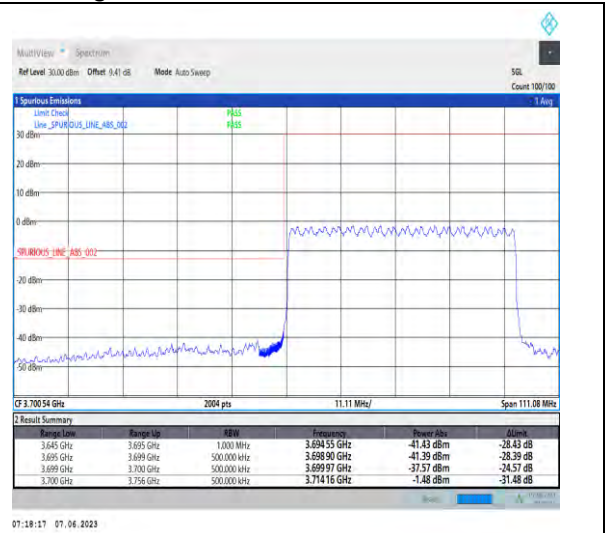 MultiView Spectrum
Ref Level 30.00 dBm Offset 9.41 dB Mode Auto Sweep SGL
Count 100/100
1 Spurious Emissions 1 Avg
Limit Check PASS
Line _SPURIOUS_LINE_ABS_002 PASS
30 dBm
20 dBm
10 dBm
0 dBm
SPURIOUS_LINE_ABS_002
-20 dBm
-30 dBm
-40 dBm
-50 dBm
CF 3.700 54 GHz 2004 pts 11.11 MHz/ Span 111.08 MHz
2 Result Summary
Range Low Range Up RBW Frequency Power Abs ΔLimit
3.645 GHz 3.695 GHz 1.000 MHz 3.694 55 GHz -41.43 dBm -28.43 dB
3.695 GHz 3.699 GHz 500.000 kHz 3.698 90 GHz -41.39 dBm -28.39 dB
3.699 GHz 3.700 GHz 500.000 kHz 3.699 97 GHz -37.57 dBm -24.57 dB
3.700 GHz 3.756 GHz 500.000 kHz 3.714 16 GHz -1.48 dBm -31.48 dB
07:18:17 07.06.2023